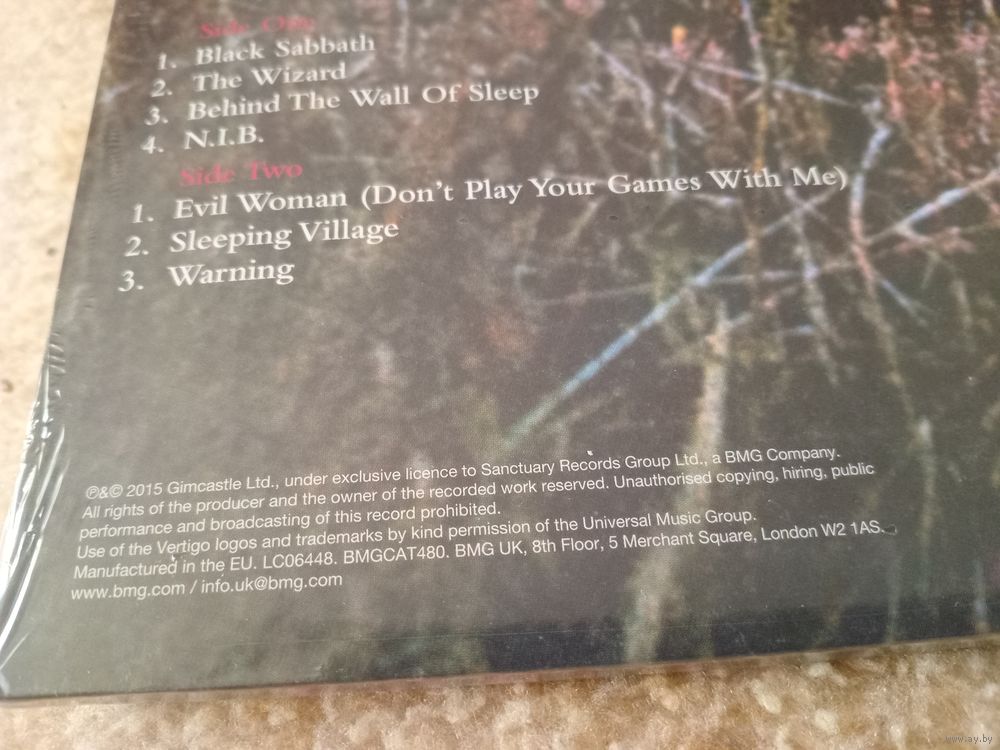 Side One
1. Black Sabbath
2. The Wizard
3. Behind The Wall Of Sleep
4. N.I.B.
Side Two
1. Evil Woman (Don't Play Your Games With Me)
2. Sleeping Village
3. Warning
℗&© 2015 Gimcastle Ltd., under exclusive licence to Sanctuary Records Group Ltd., a BMG Company.
All rights of the producer and the owner of the recorded work reserved. Unauthorised copying, hiring, public
performance and broadcasting of this record prohibited.
Use of the Vertigo logos and trademarks by kind permission of the Universal Music Group.
Manufactured in the EU. LC06448. BMGCAT480. BMG UK, 8th Floor, 5 Merchant Square, London W2 1AS.
www.bmg.com / info.uk@bmg.com
www.ay.by